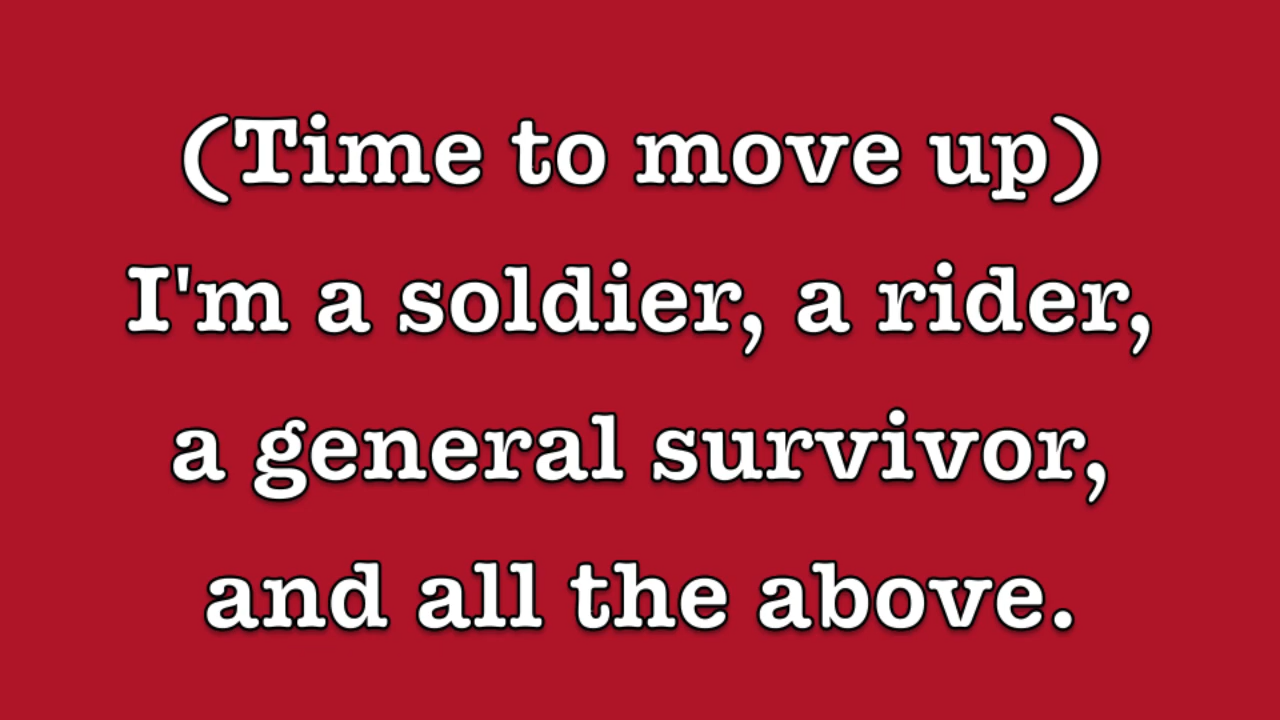 (Time to move up)
I'm a soldier, a rider,
a general survivor,
and all the above.